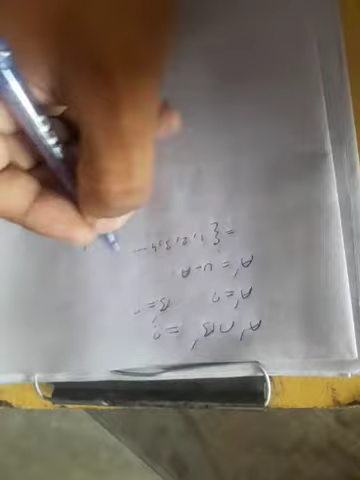 A' ∩ B' = ?
A' = ? B' = ?
A' = U - A
= { 1, 2, 3, 4, ...